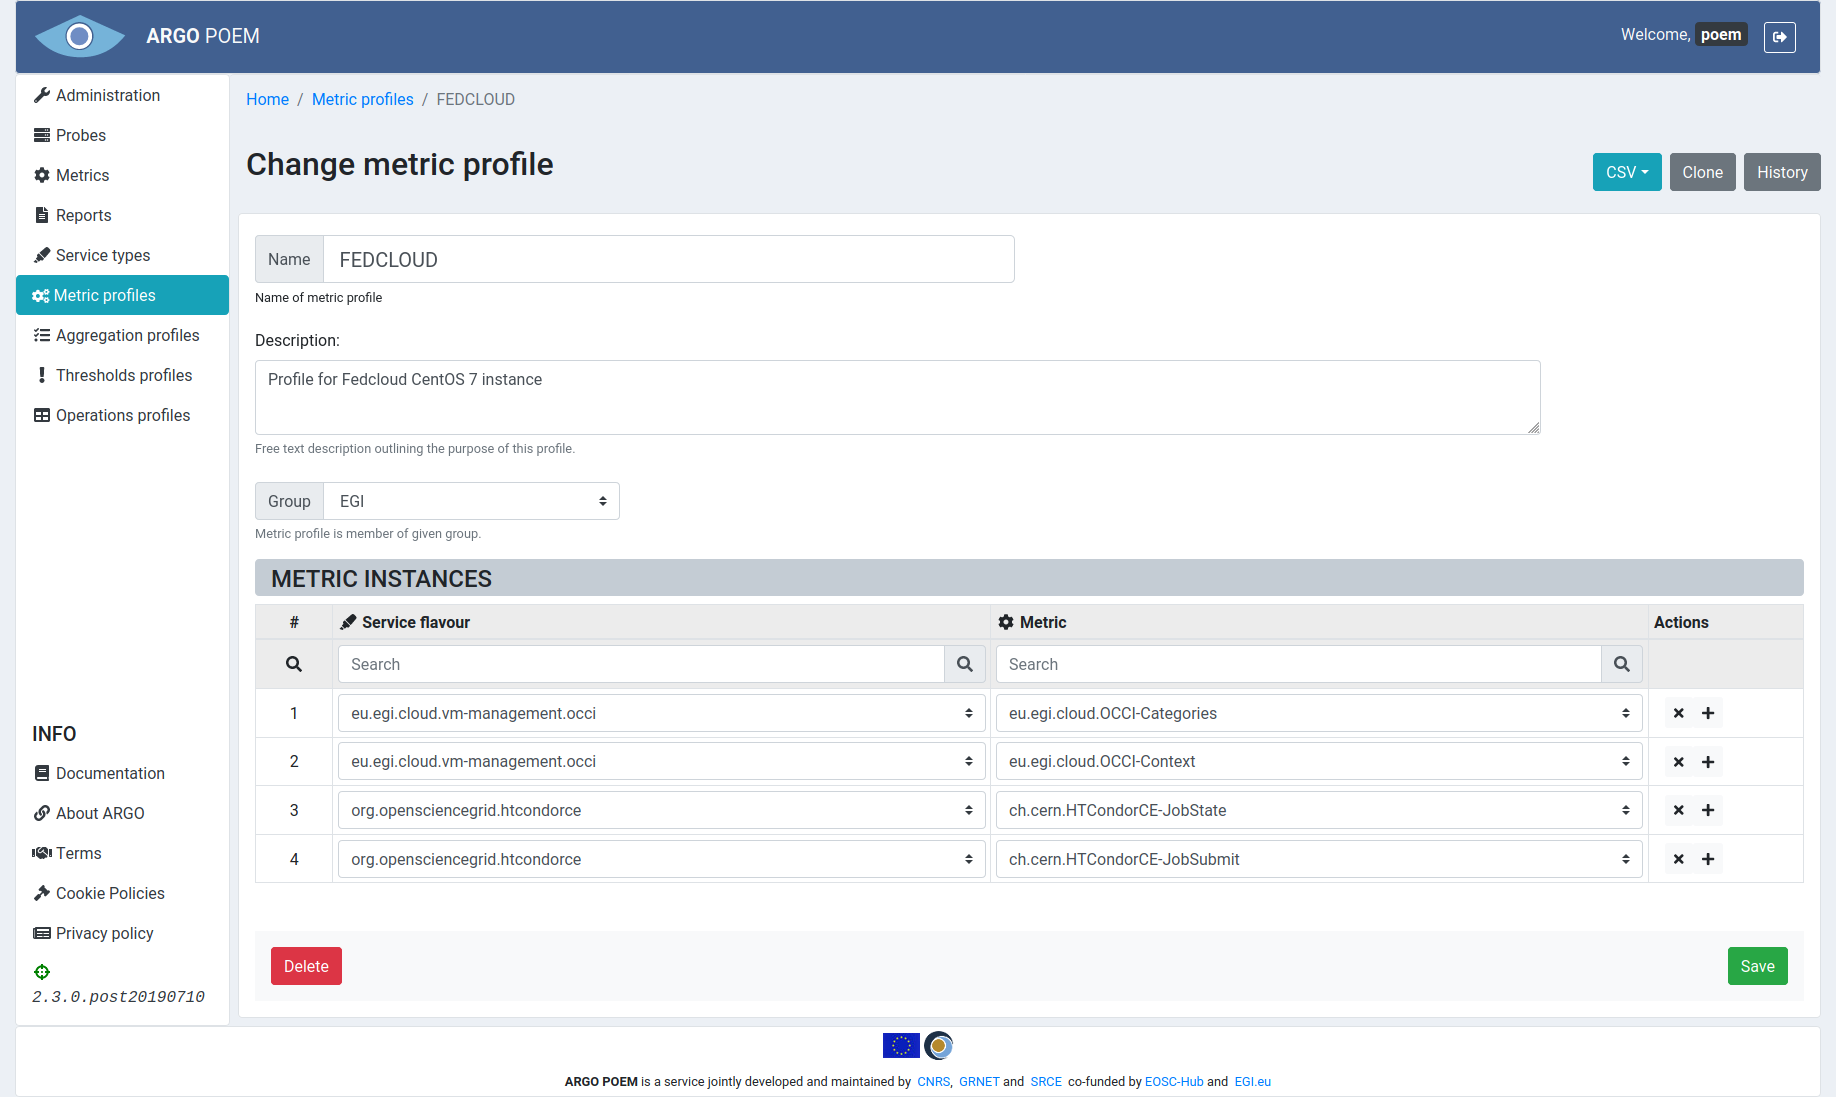 ARGO POEM
Welcome, poem
Administration
Probes
Metrics
Reports
Service types
Metric profiles
Aggregation profiles
Thresholds profiles
Operations profiles
INFO
Documentation
About ARGO
Terms
Cookie Policies
Privacy policy
2.3.0.post20190710
Home / Metric profiles / FEDCLOUD
Change metric profile
CSV Clone History
Name FEDCLOUD
Name of metric profile
Description:
Profile for Fedcloud CentOS 7 instance
Free text description outlining the purpose of this profile.
Group EGI
Metric profile is member of given group.
METRIC INSTANCES
# Service flavour Metric Actions
Search Search
1 eu.egi.cloud.vm-management.occi eu.egi.cloud.OCCI-Categories
2 eu.egi.cloud.vm-management.occi eu.egi.cloud.OCCI-Context
3 org.opensciencegrid.htcondorce ch.cern.HTCondorCE-JobState
4 org.opensciencegrid.htcondorce ch.cern.HTCondorCE-JobSubmit
Delete Save
ARGO POEM is a service jointly developed and maintained by CNRS, GRNET and SRCE co-funded by EOSC-Hub and EGI.eu